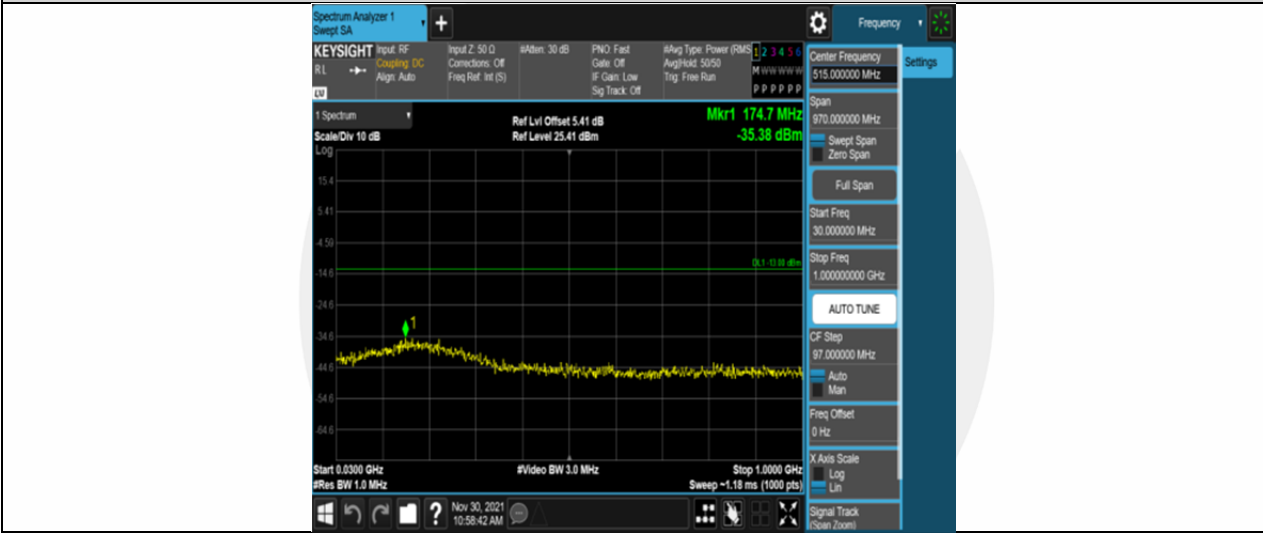 Spectrum Analyzer 1
Swept SA
Frequency
KEYSIGHT
RL
LV
Input: RF
Coupling: DC
Align: Auto
Input Z: 50 Ω
Corrections: Off
Freq Ref: Int (S)
#Atten: 30 dB
PNO: Fast
Gate: Off
IF Gain: Low
Sig Track: Off
#Avg Type: Power (RMS
Avg|Hold: 50/50
Trig: Free Run
1 2 3 4 5 6
M W W W W W
P P P P P P
1 Spectrum
Scale/Div 10 dB
Ref Lvl Offset 5.41 dB
Ref Level 25.41 dBm
Mkr1 174.7 MHz
-35.38 dBm
Log
15.4
5.41
-4.59
DL1 -13.00 dBm
-14.6
-24.6
-34.6
1
-44.6
-54.6
-64.6
Start 0.0300 GHz
#Res BW 1.0 MHz
#Video BW 3.0 MHz
Stop 1.0000 GHz
Sweep ~1.18 ms (1000 pts)
?
Nov 30, 2021
10:58:42 AM
Center Frequency
515.000000 MHz
Settings
Span
970.000000 MHz
Swept Span
Zero Span
Full Span
Start Freq
30.000000 MHz
Stop Freq
1.000000000 GHz
AUTO TUNE
CF Step
97.000000 MHz
Auto
Man
Freq Offset
0 Hz
X Axis Scale
Log
Lin
Signal Track
(Span Zoom)